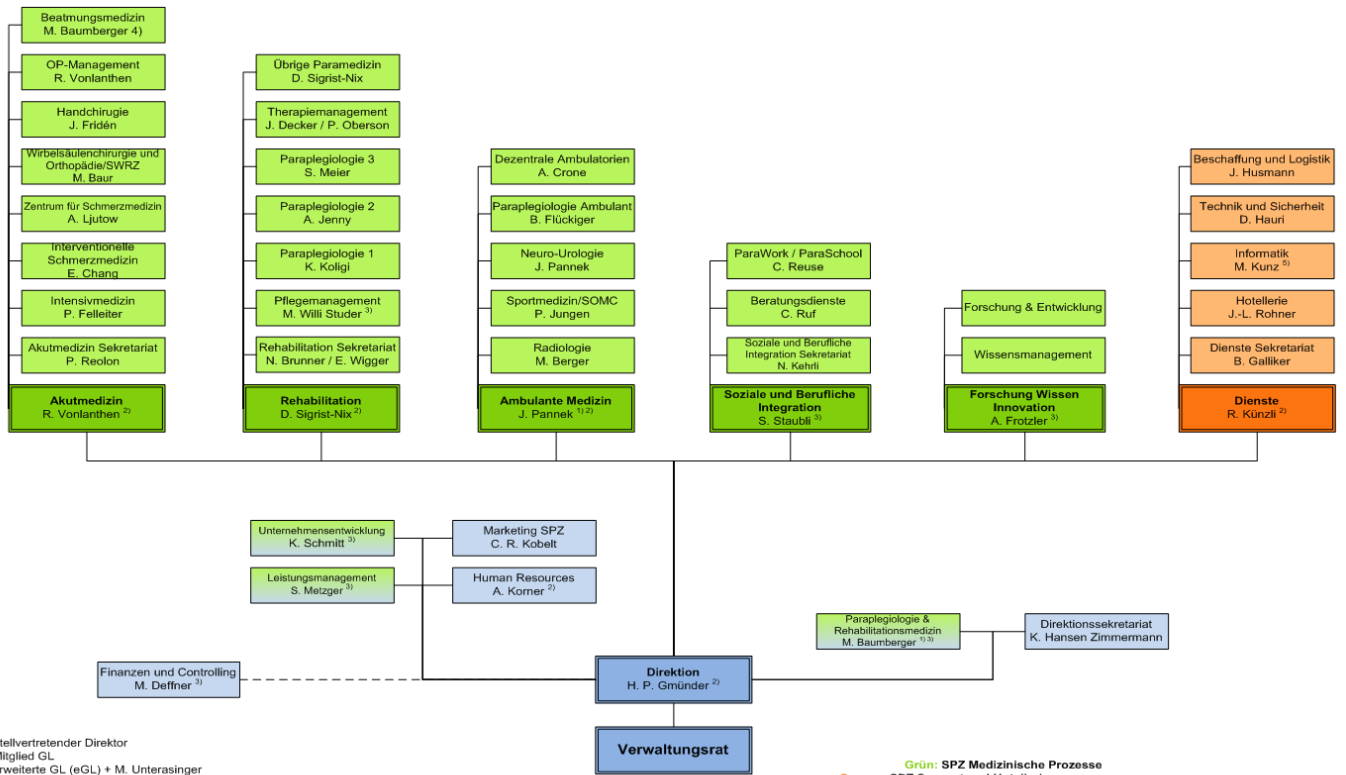 Beatmungsmedizin
M. Baumberger 4)
OP-Management
R. Vonlanthen
Handchirugie
J. Fridén
Wirbelsäulenchirurgie und
Orthopädie/SWRZ
M. Baur
Zentrum für Schmerzmedizin
A. Ljutow
Interventionelle
Schmerzmedizin
E. Chang
Intensivmedizin
P. Felleiter
Akutmedizin Sekretariat
P. Reolon
Akutmedizin
R. Vonlanthen 2)
Übrige Paramedizin
D. Sigrist-Nix
Therapiemanagement
J. Decker / P. Oberson
Paraplegiologie 3
S. Meier
Paraplegiologie 2
A. Jenny
Paraplegiologie 1
K. Koligi
Pflegemanagement
M. Willi Studer 3)
Rehabilitation Sekretariat
N. Brunner / E. Wigger
Rehabilitation
D. Sigrist-Nix 2)
Dezentrale Ambulatorien
A. Crone
Paraplegiologie Ambulant
B. Flückiger
Neuro-Urologie
J. Pannek
Sportmedizin/SOMC
P. Jungen
Radiologie
M. Berger
Ambulante Medizin
J. Pannek 1) 2)
ParaWork / ParaSchool
C. Reuse
Beratungsdienste
C. Ruf
Soziale und Berufliche
Integration Sekretariat
N. Kehrli
Soziale und Berufliche
Integration
S. Staubli 3)
Forschung & Entwicklung
Wissensmanagement
Forschung Wissen
Innovation
A. Frotzler 3)
Beschaffung und Logistik
J. Husmann
Technik und Sicherheit
D. Hauri
Informatik
M. Kunz 5)
Hotellerie
J.-L. Rohner
Dienste Sekretariat
B. Galliker
Dienste
R. Künzli 2)
Unternehmensentwicklung
K. Schmitt 3)
Marketing SPZ
C. R. Kobelt
Leistungsmanagement
S. Metzger 3)
Human Resources
A. Korner 2)
Paraplegiologie &
Rehabilitationsmedizin
M. Baumberger 1) 3)
Direktionssekretariat
K. Hansen Zimmermann
Finanzen und Controlling
M. Deffner 3)
Direktion
H. P. Gmünder 2)
Verwaltungsrat
tellvertretender Direktor
itglied GL
rweiterte GL (eGL) + M. Unterasinger
Grün: SPZ Medizinische Prozesse